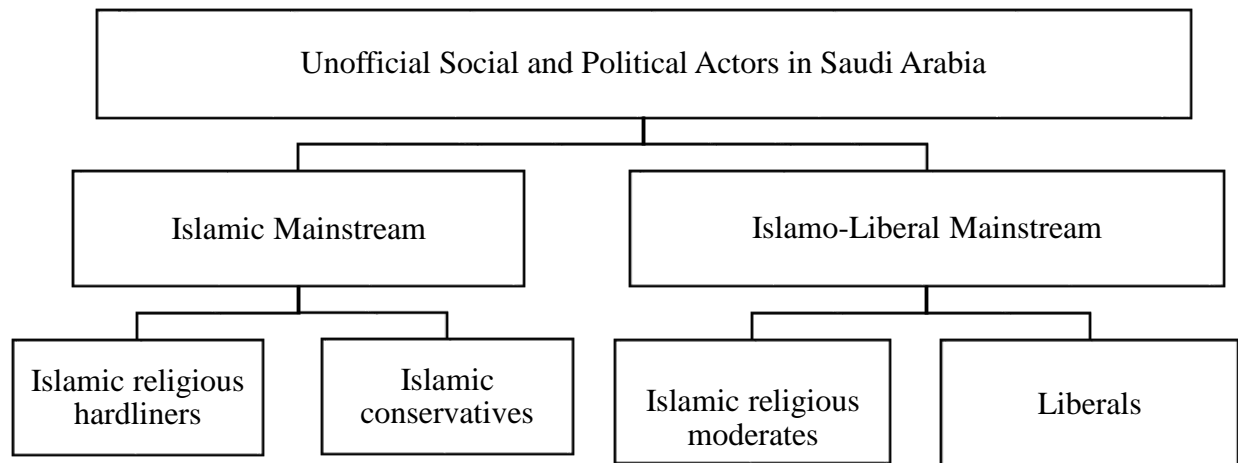 Unofficial Social and Political Actors in Saudi Arabia
Islamic Mainstream
Islamo-Liberal Mainstream
Islamic religious
hardliners
Islamic
conservatives
Islamic religious
moderates
Liberals